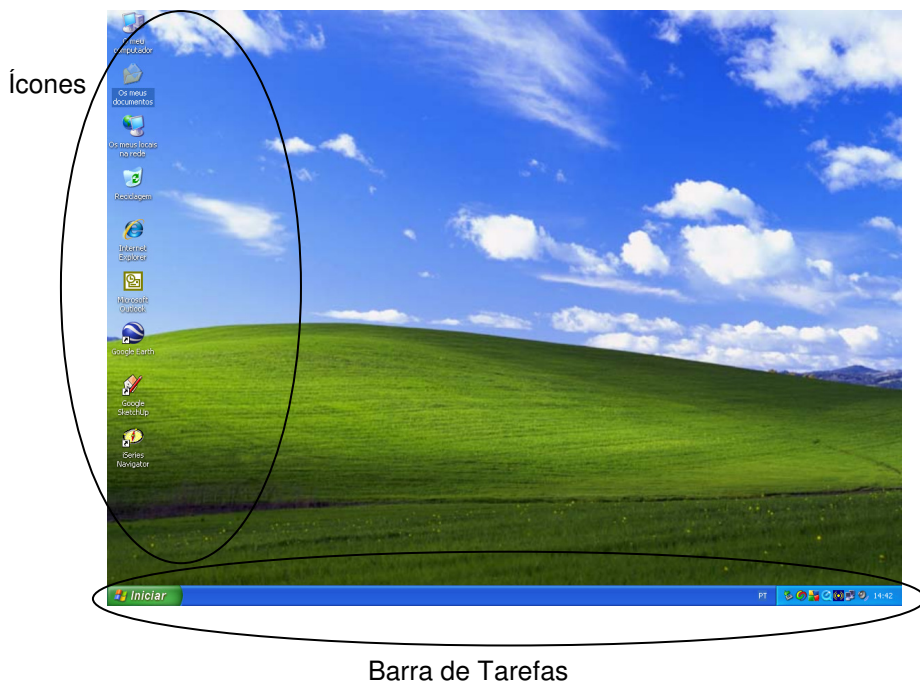 O meu
computador
Ícones
Os meus
documentos
Os meus locais
na rede
Reciclagem
Internet
Explorer
Microsoft
Outlook
Google Earth
Google
SketchUp
iSeries
Navigator
Iniciar
PT
14:42
Barra de Tarefas